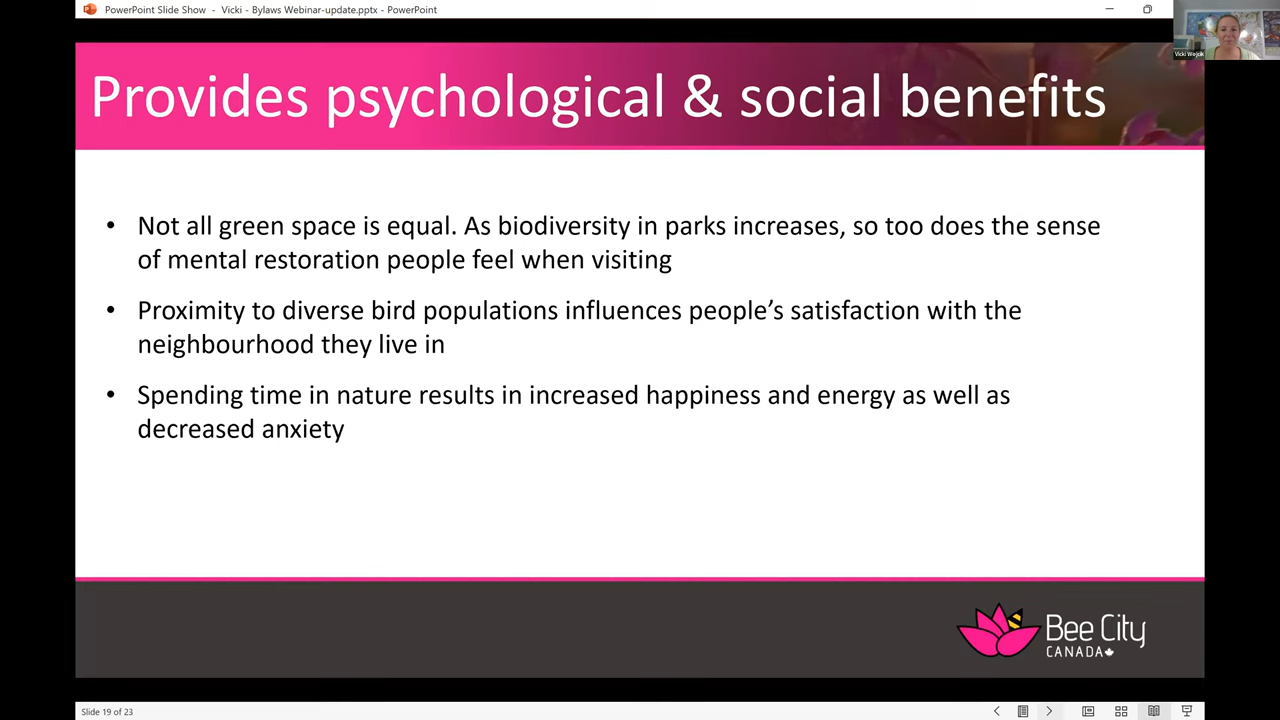 PowerPoint Slide Show - Vicki - Bylaws Webinar-update.pptx - PowerPoint
Vicki Wojcik
Provides psychological & social benefits
• Not all green space is equal. As biodiversity in parks increases, so too does the sense
of mental restoration people feel when visiting
• Proximity to diverse bird populations influences people’s satisfaction with the
neighbourhood they live in
• Spending time in nature results in increased happiness and energy as well as
decreased anxiety
Bee City
CANADA
Slide 19 of 23